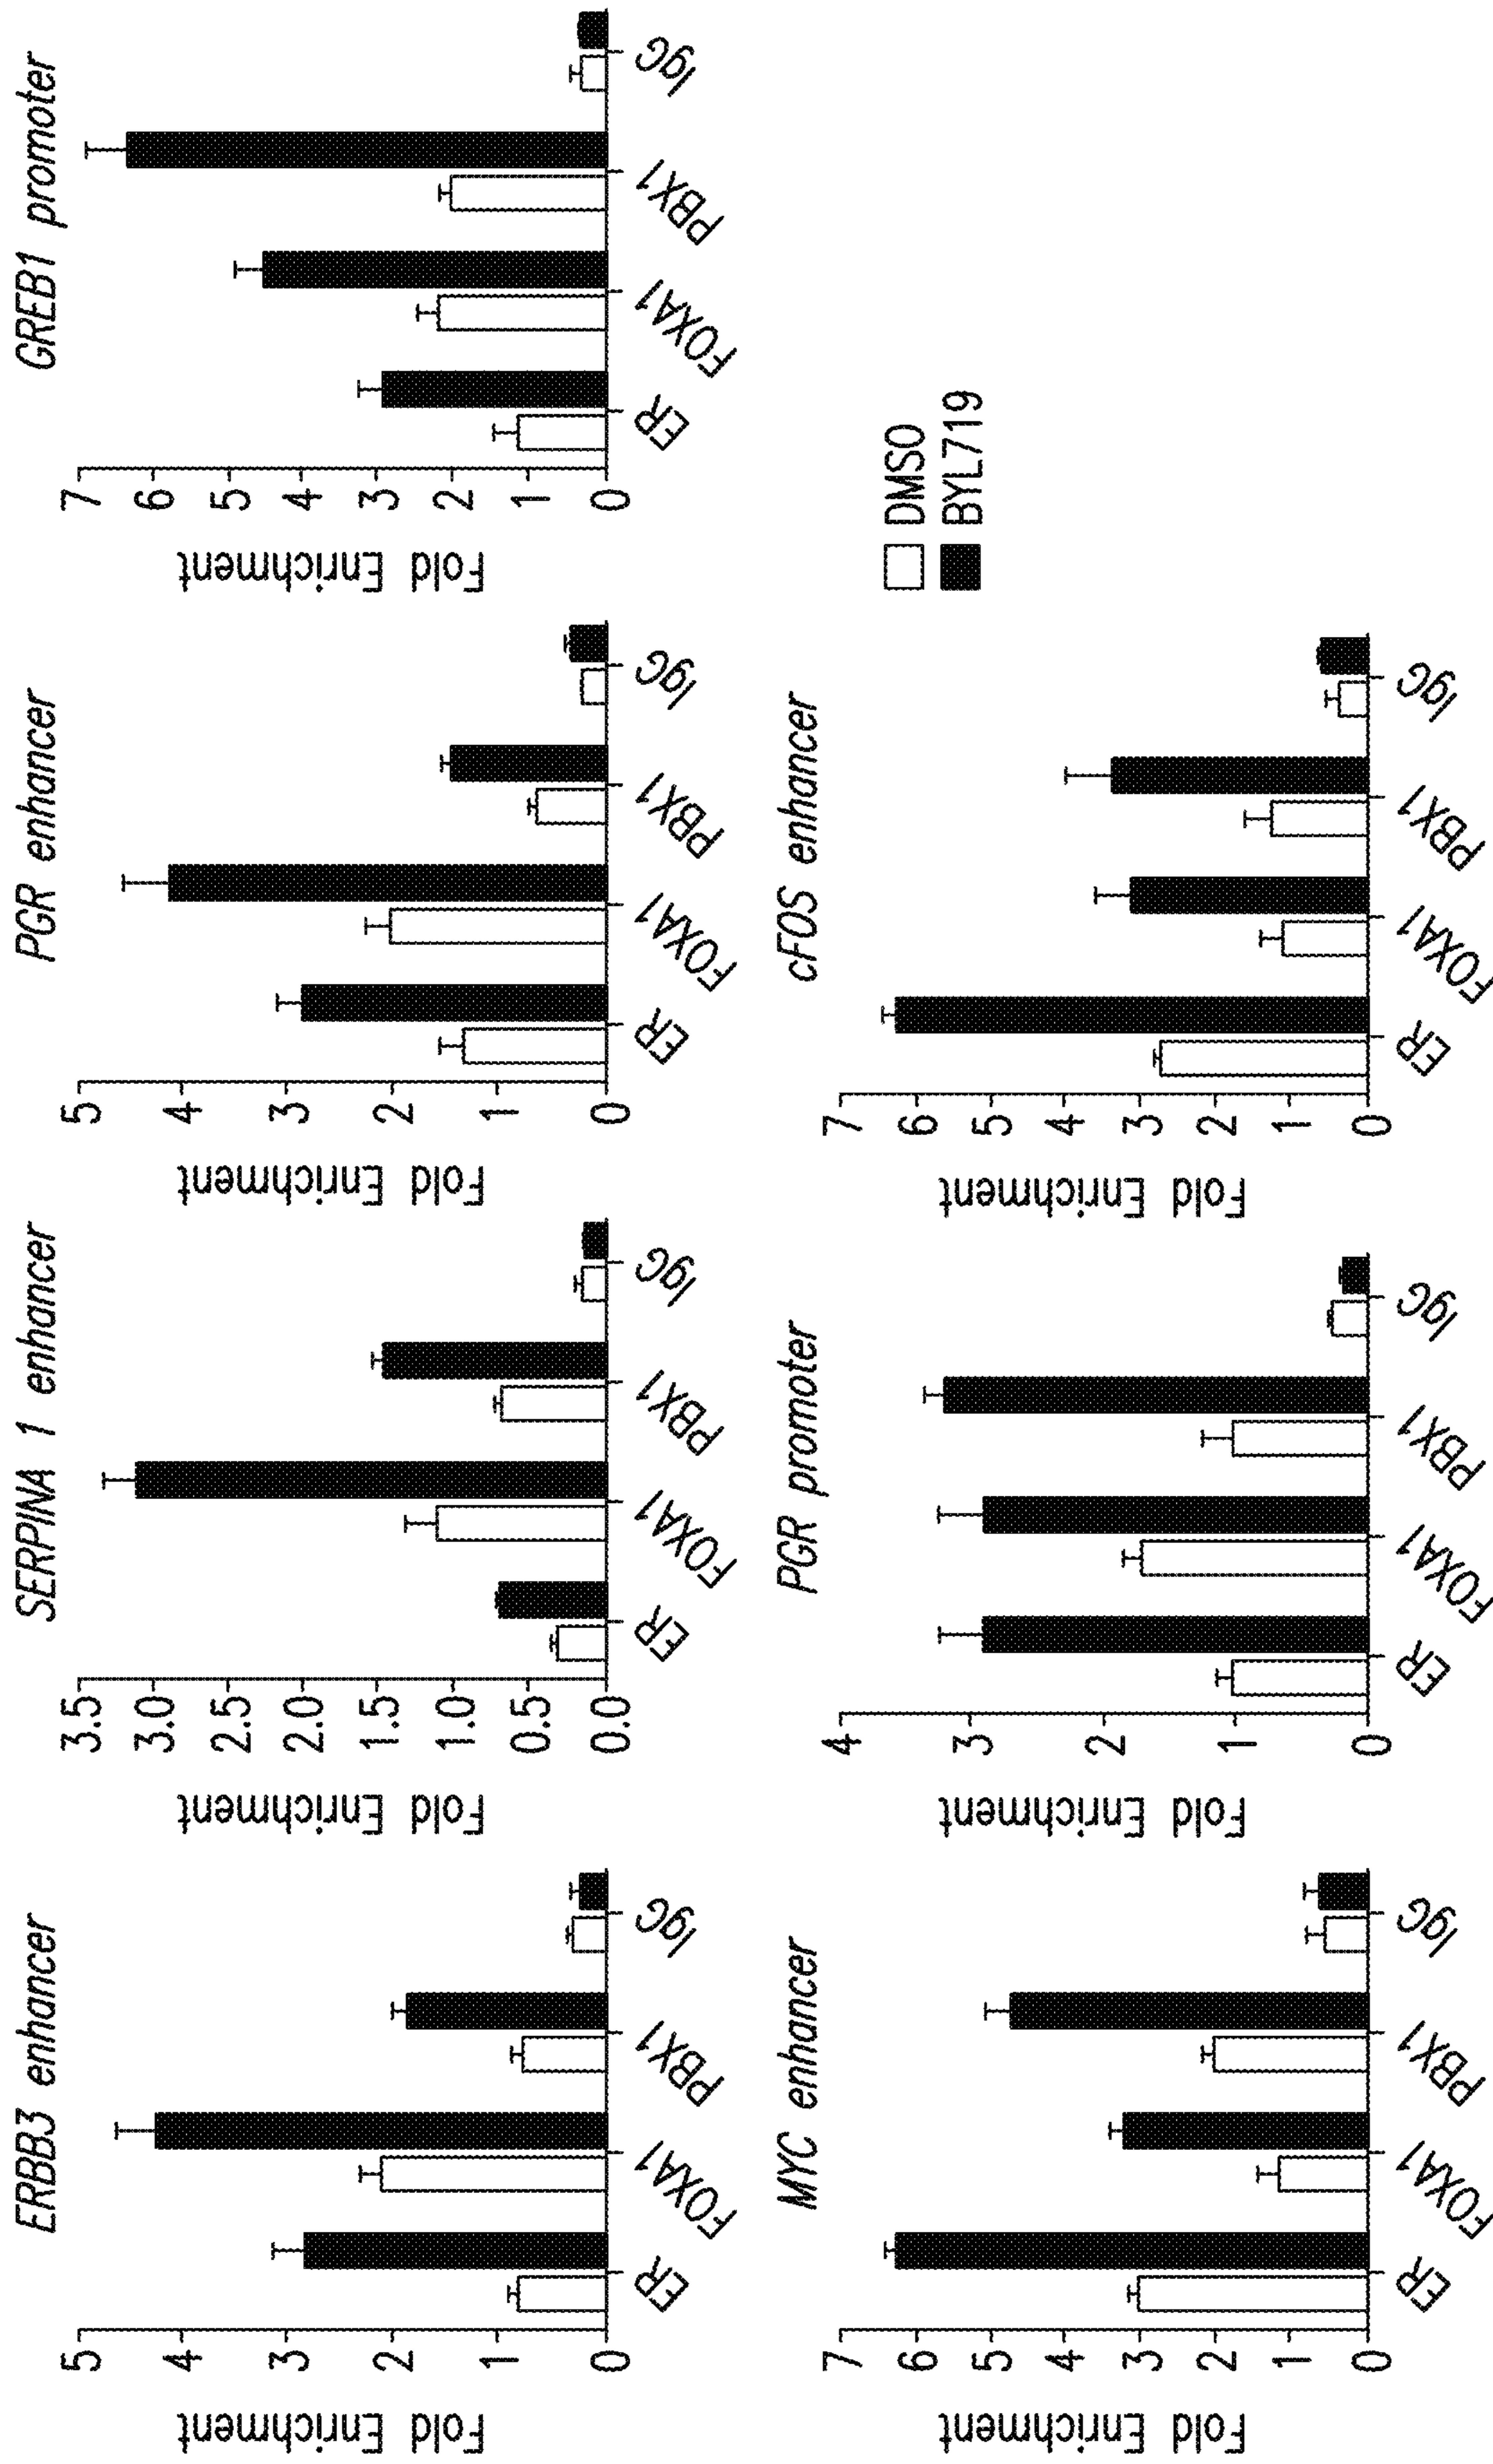 ERBB3 enhancer
Fold Enrichment
5
4
3
2
1
0
ER
FOXA1
PBX1
IgG
SERPINA 1 enhancer
Fold Enrichment
3.5
3.0
2.5
2.0
1.5
1.0
0.5
0.0
ER
FOXA1
PBX1
IgG
PGR enhancer
Fold Enrichment
5
4
3
2
1
0
ER
FOXA1
PBX1
IgG
GREB1 promoter
Fold Enrichment
7
6
5
4
3
2
1
0
ER
FOXA1
PBX1
IgG
MYC enhancer
Fold Enrichment
7
6
5
4
3
2
1
0
ER
FOXA1
PBX1
IgG
PGR promoter
Fold Enrichment
4
3
2
1
0
ER
FOXA1
PBX1
IgG
cFOS enhancer
Fold Enrichment
7
6
5
4
3
2
1
0
ER
FOXA1
PBX1
IgG
DMSO
BYL719